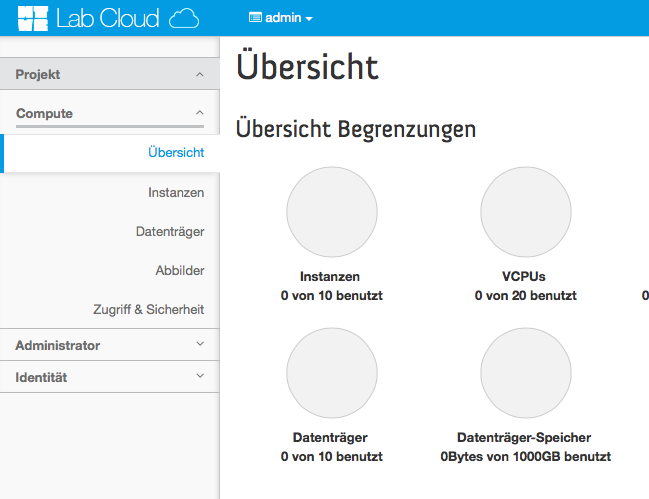 Lab Cloud
admin
Projekt
Compute
Übersicht
Instanzen
Datenträger
Abbilder
Zugriff & Sicherheit
Administrator
Identität
Übersicht
Übersicht Begrenzungen
Instanzen
0 von 10 benutzt
VCPUs
0 von 20 benutzt
0
Datenträger
0 von 10 benutzt
Datenträger-Speicher
0Bytes von 1000GB benutzt